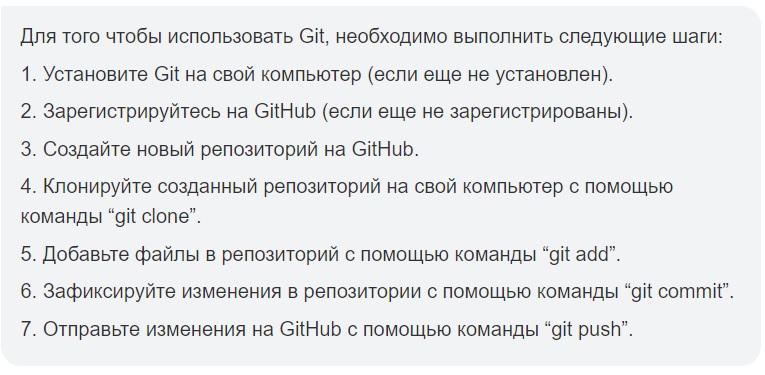 Для того чтобы использовать Git, необходимо выполнить следующие шаги:
1. Установите Git на свой компьютер (если еще не установлен).
2. Зарегистрируйтесь на GitHub (если еще не зарегистрированы).
3. Создайте новый репозиторий на GitHub.
4. Клонируйте созданный репозиторий на свой компьютер с помощью
команды “git clone”.
5. Добавьте файлы в репозиторий с помощью команды “git add”.
6. Зафиксируйте изменения в репозитории с помощью команды “git commit”.
7. Отправьте изменения на GitHub с помощью команды “git push”.